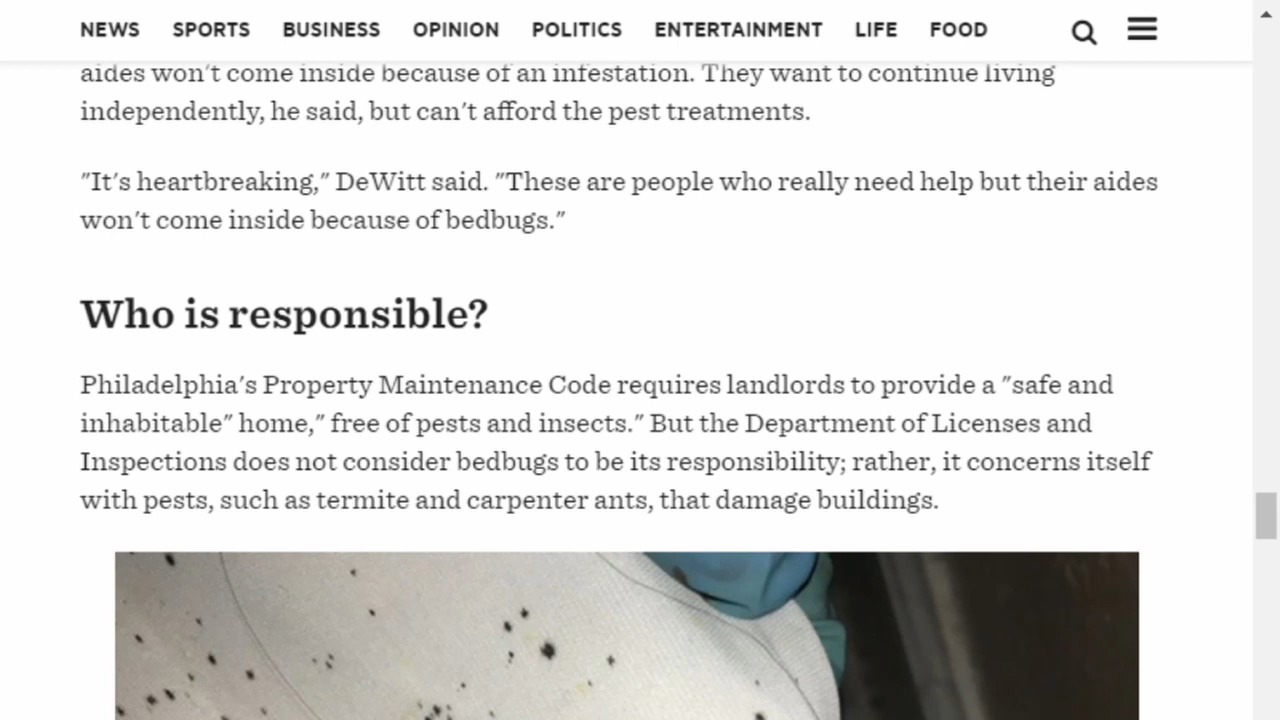 NEWS SPORTS BUSINESS OPINION POLITICS ENTERTAINMENT LIFE FOOD
aides won't come inside because of an infestation. They want to continue living
independently, he said, but can't afford the pest treatments.
"It's heartbreaking," DeWitt said. "These are people who really need help but their aides
won't come inside because of bedbugs."
Who is responsible?
Philadelphia's Property Maintenance Code requires landlords to provide a "safe and
inhabitable" home," free of pests and insects." But the Department of Licenses and
Inspections does not consider bedbugs to be its responsibility; rather, it concerns itself
with pests, such as termite and carpenter ants, that damage buildings.